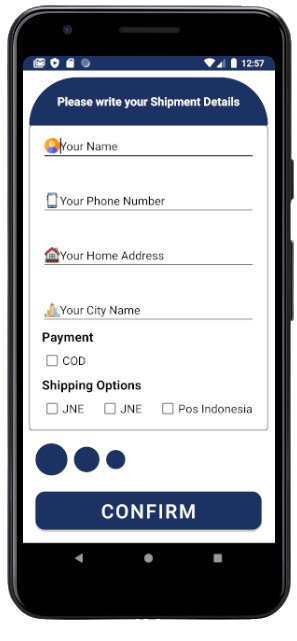 12:57
Please write your Shipment Details
Your Name
Your Phone Number
Your Home Address
Your City Name
Payment
COD
Shipping Options
JNE JNE Pos Indonesia
CONFIRM